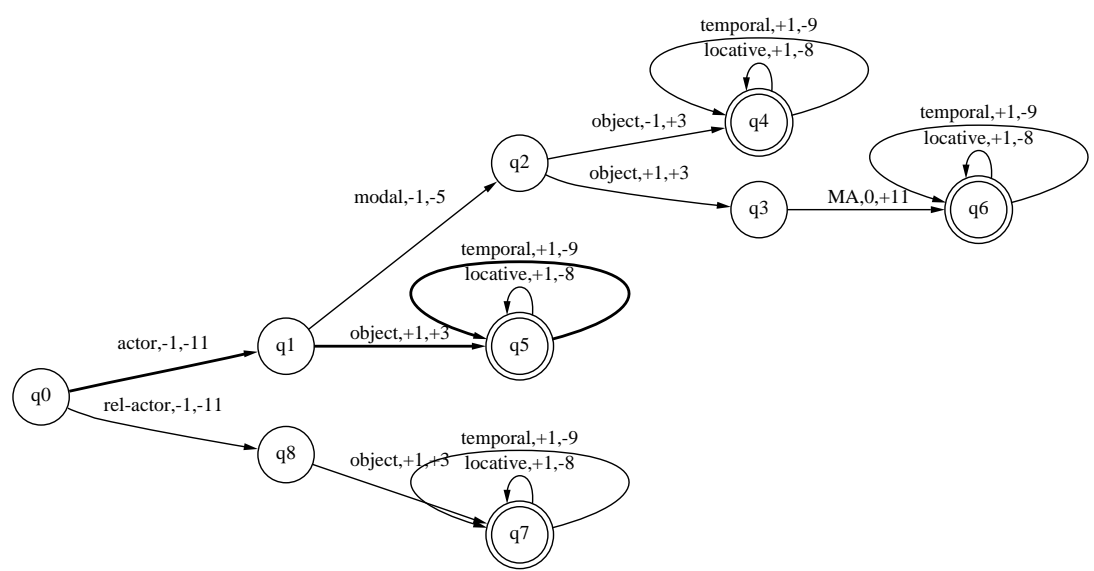 temporal,+1,-9
locative,+1,-8
q4
object,-1,+3
temporal,+1,-9
locative,+1,-8
q2
object,+1,+3
q3
MA,0,+11
q6
modal,-1,-5
temporal,+1,-9
locative,+1,-8
actor,-1,-11
q1
object,+1,+3
q5
q0
rel-actor,-1,-11
q8
object,+1,+3
temporal,+1,-9
locative,+1,-8
q7